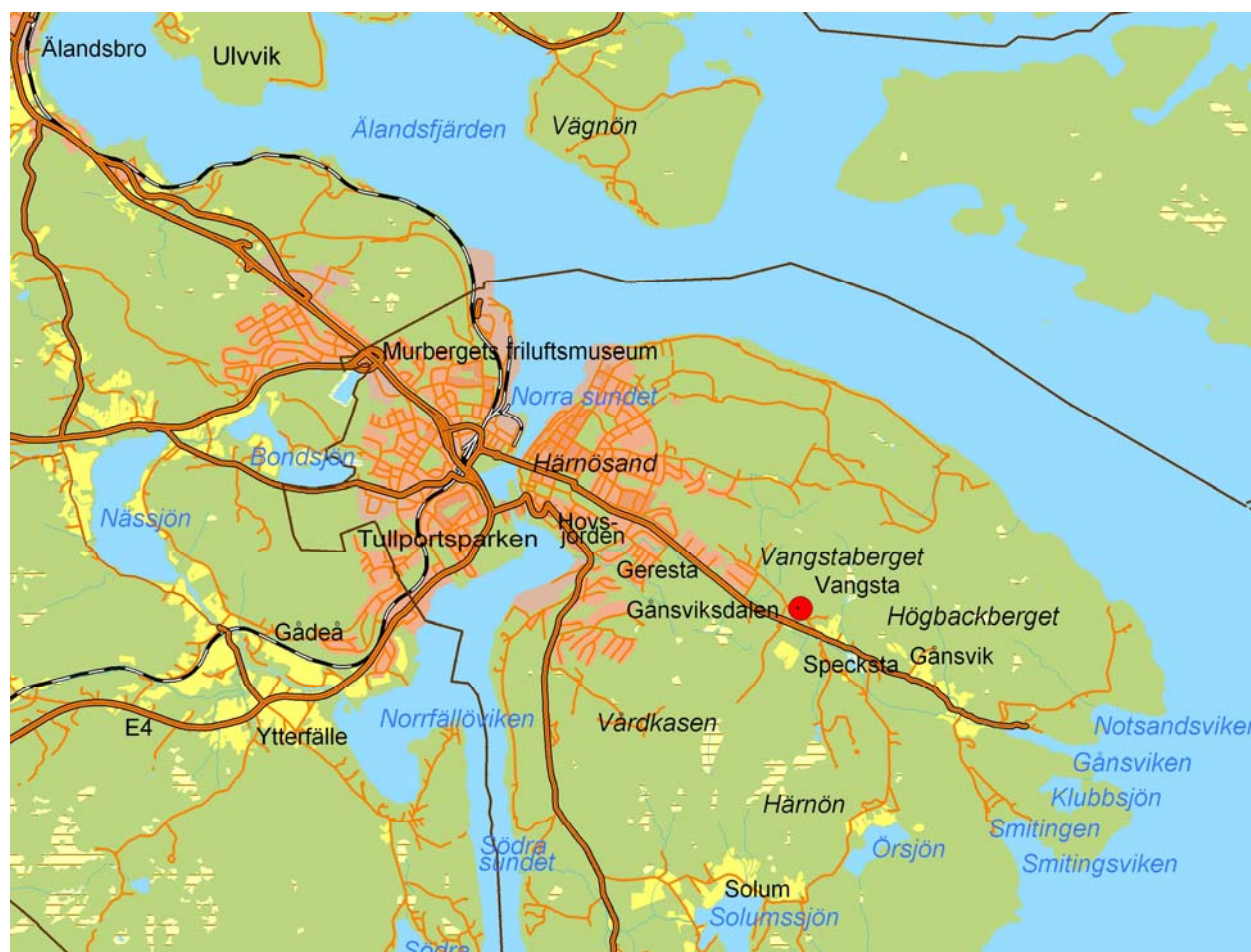 Älandsbro
Ulvvik
Älandsfjärden
Vägnön
Murbergets friluftsmuseum
Norra sundet
Bondsjön
Härnösand
Nässjön
Tullportsparken
Hovs-
jorden
Geresta
Vangstaberget
Vangsta
Gånsviksdalen
Högbackberget
Gådeå
Specksta
Gånsvik
E4
Ytterfälle
Norrfällöviken
Vårdkasen
Notsandsviken
Gånsviken
Klubbsjön
Härnön
Smitingen
Södra
sundet
Örsjön
Smitingsviken
Solum
Solumssjön
Södra